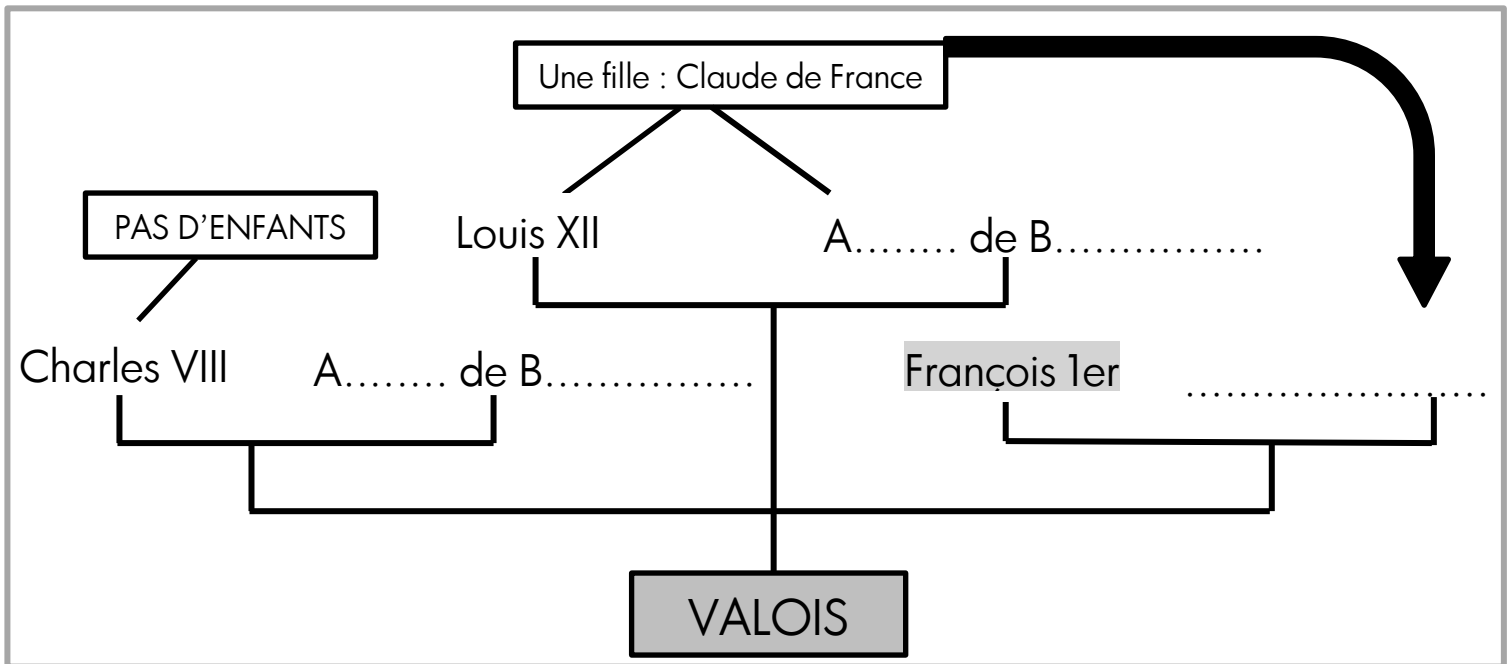 Une fille : Claude de France
PAS D'ENFANTS
Louis XII
A........ de B................
Charles VIII
A........ de B................
François 1er
.......................
VALOIS